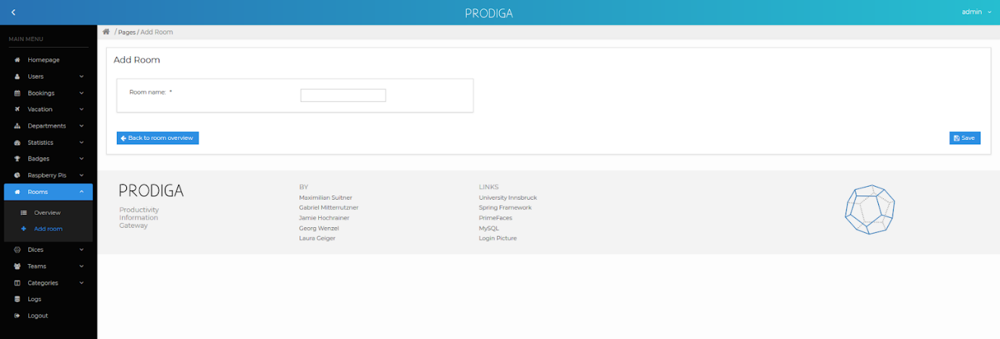 PRODIGA
admin
MAIN MENU
Homepage
Users
Bookings
Vacation
Departments
Statistics
Badges
Raspberry Pis
Rooms
Overview
Add room
Dices
Teams
Categories
Logs
Logout
/ Pages / Add Room
Add Room
Room name: *
Back to room overview
Save
PRODIGA
Productivity
Information
Gateway
BY
Maximilian Suitner
Gabriel Mitterrutzner
Jamie Hochrainer
Georg Wenzel
Laura Geiger
LINKS
University Innsbruck
Spring Framework
PrimeFaces
MySQL
Login Picture